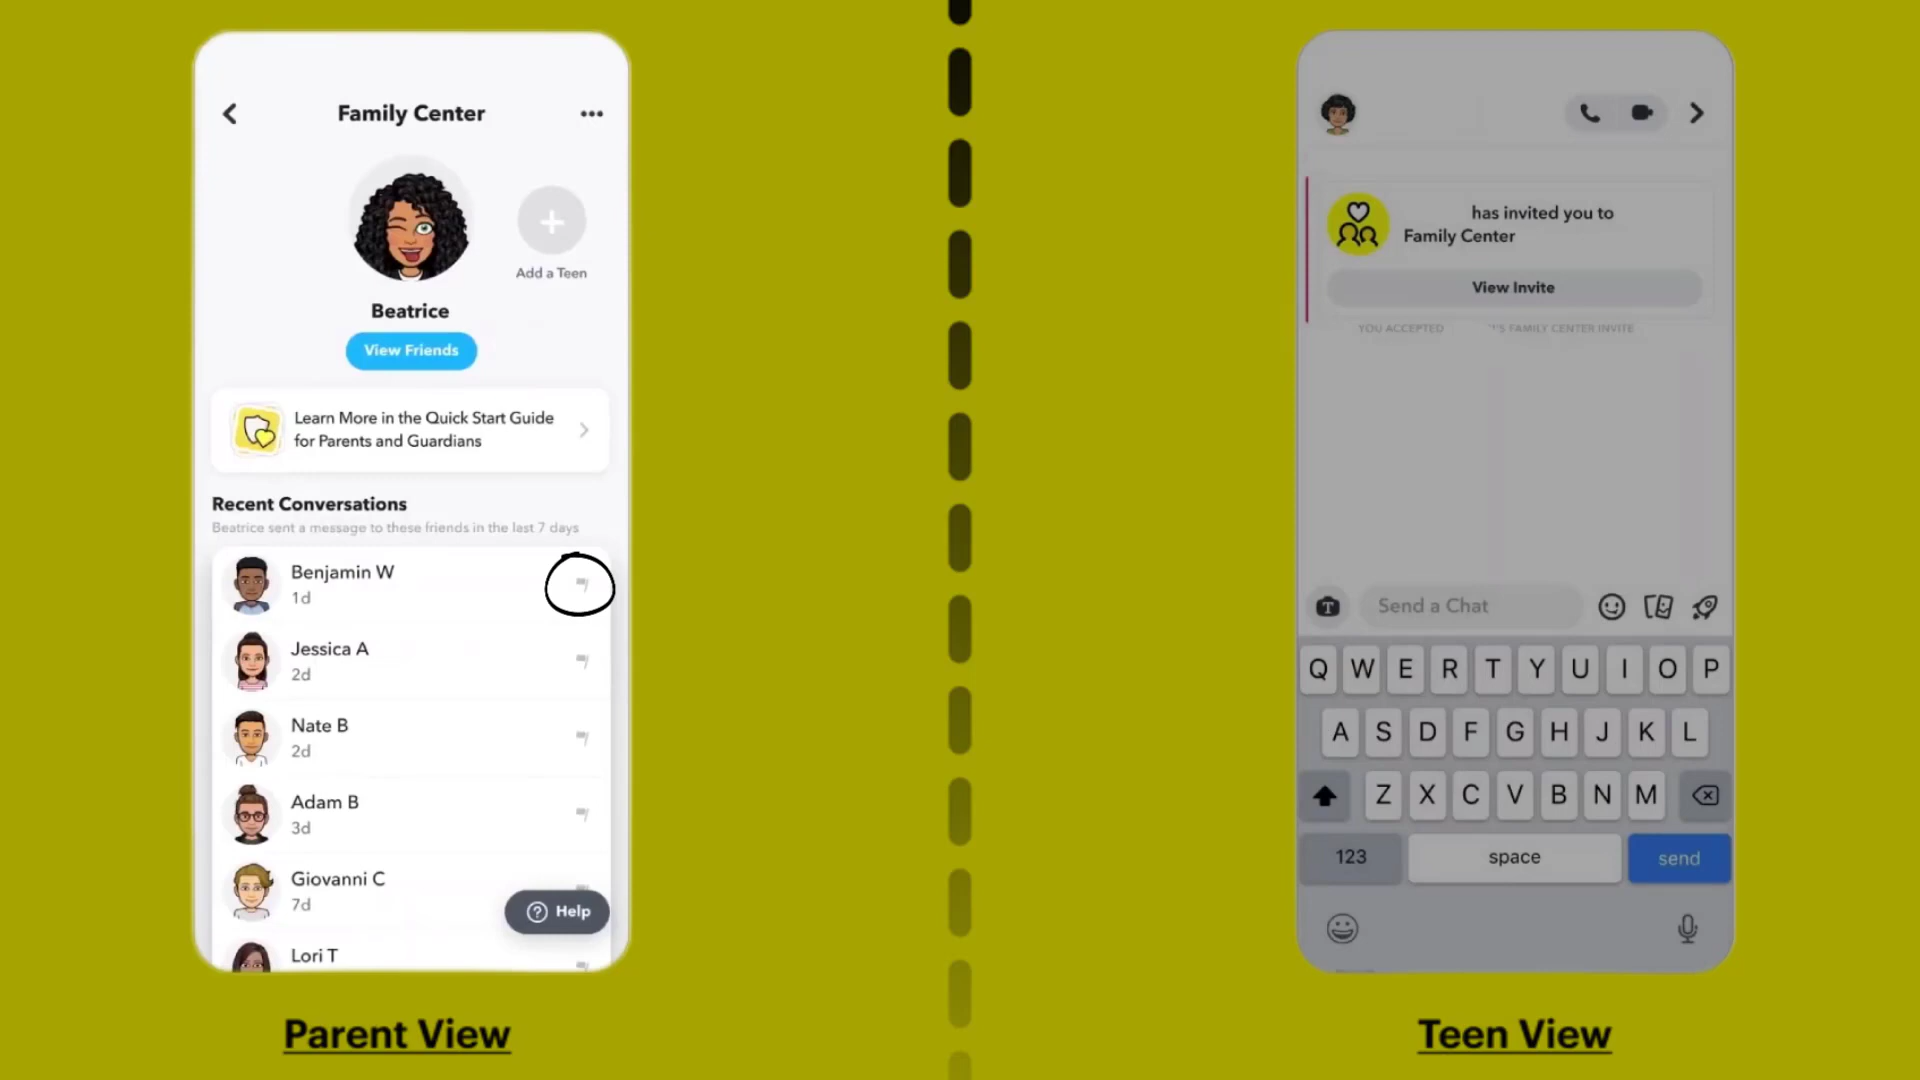 Family Center
Add a Teen
Beatrice
View Friends
Learn More in the Quick Start Guide
for Parents and Guardians
Recent Conversations
Beatrice sent a message to these friends in the last 7 days
Benjamin W
1d
Jessica A
2d
Nate B
2d
Adam B
3d
Giovanni C
7d
Help
Lori T
Parent View
has invited you to
Family Center
View Invite
YOU ACCEPTED 'S FAMILY CENTER INVITE
T
Send a Chat
Q W E R T Y U I O P
A S D F G H J K L
Z X C V B N M
123 space send
Teen View